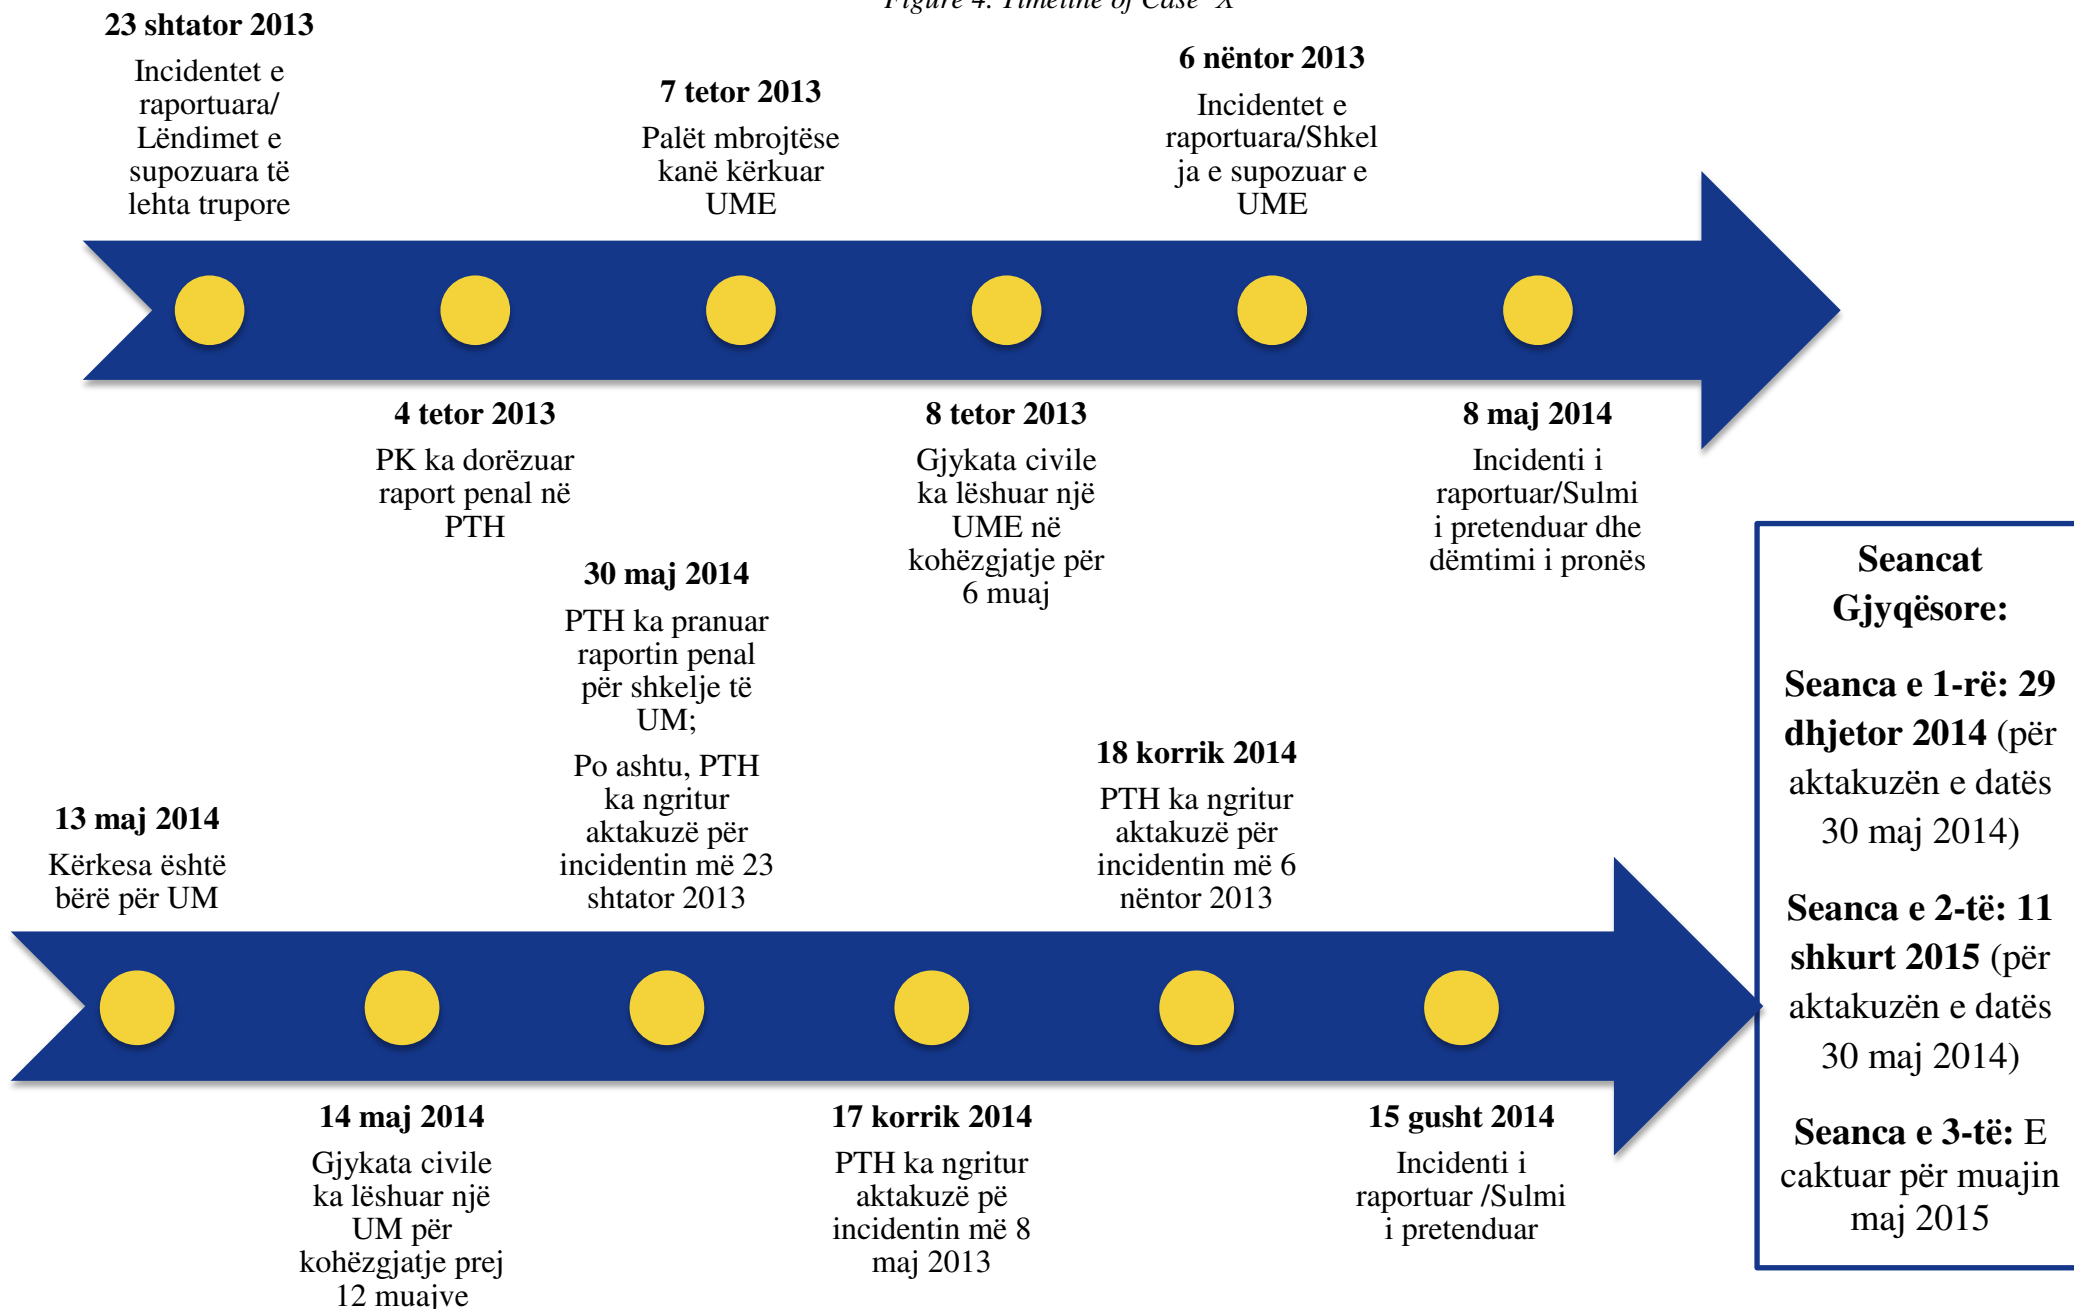 Figure 4. Timeline of Case X
23 shtator 2013
Incidentet e
raportuara/
Lëndimet e
supozuara të
lehta trupore
7 tetor 2013
Palët mbrojtëse
kanë kërkuar
UME
6 nëntor 2013
Incidentet e
raportuara/Shkel
ja e supozuar e
UME
4 tetor 2013
PK ka dorëzuar
raport penal në
PTH
8 tetor 2013
Gjykata civile
ka lëshuar një
UME në
kohëzgjatje për
6 muaj
8 maj 2014
Incidenti i
raportuar/Sulmi
i pretenduar dhe
dëmtimi i pronës
13 maj 2014
Kërkesa është
bërë për UM
30 maj 2014
PTH ka pranuar
raportin penal
për shkelje të
UM;
Po ashtu, PTH
ka ngritur
aktakuzë për
incidentin më 23
shtator 2013
18 korrik 2014
PTH ka ngritur
aktakuzë për
incidentin më 6
nëntor 2013
14 maj 2014
Gjykata civile
ka lëshuar një
UM për
kohëzgjatje prej
12 muajve
17 korrik 2014
PTH ka ngritur
aktakuzë pë
incidentin më 8
maj 2013
15 gusht 2014
Incidenti i
raportuar /Sulmi
i pretenduar
Seancat
Gjyqësore:
Seanca e 1-rë: 29
dhjetor 2014 (për
aktakuzën e datës
30 maj 2014)
Seanca e 2-të: 11
shkurt 2015 (për
aktakuzën e datës
30 maj 2014)
Seanca e 3-të: E
caktuar për muajin
maj 2015